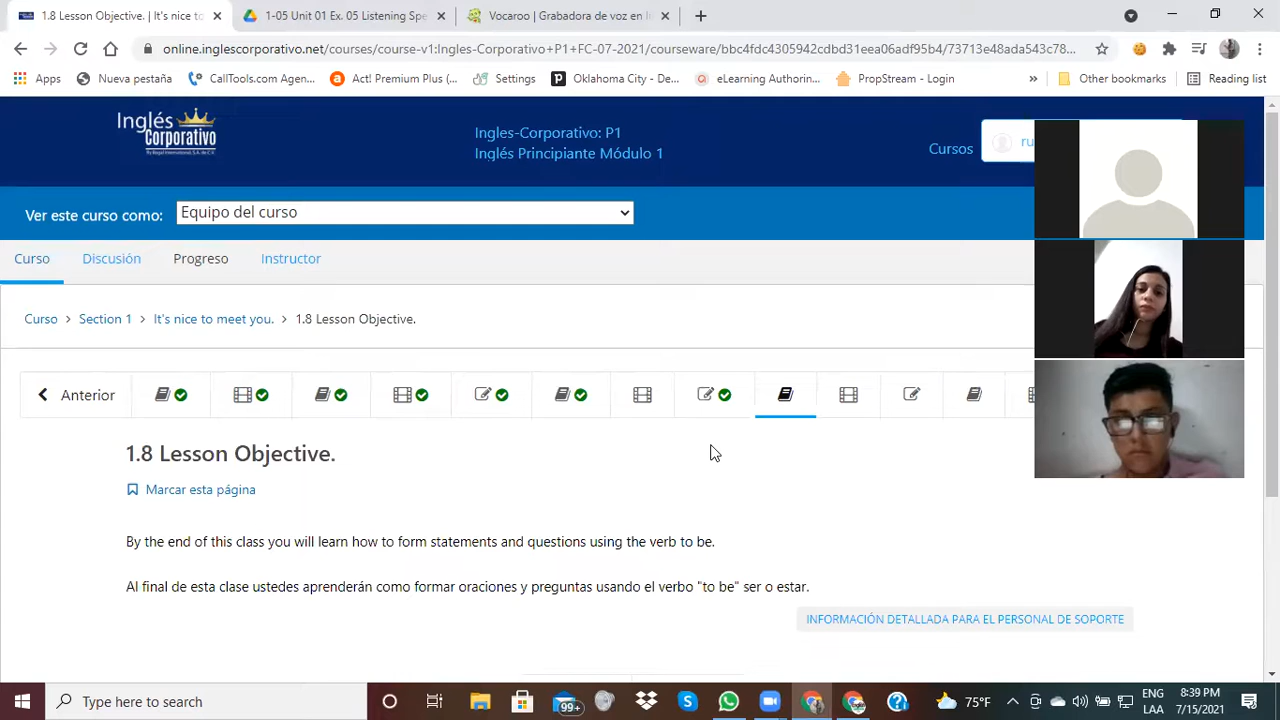 1.8 Lesson Objective. It's nice to
1-05 Unit 01 Ex. 05 Listening Spe
Vocaroo | Grabadora de voz en l
online.inglescorporativo.net/courses/course-v1:Ingles-Corporativo+P1+FC-07-2021/courseware/bbc4fdc4305942cdbd31eea06adf95b4/73713e48ada543c78...
Apps
Nueva pestaña
CallTools.com Agen...
Act! Premium Plus (...
Settings
Oklahoma City - De...
eLearning Authorin...
PropStream - Login
»
Other bookmarks
Reading list
Inglés
Corporativo
Ingles-Corporativo: P1
Inglés Principiante Módulo 1
Cursos
ru
Ver este curso como:
Equipo del curso
Curso
Discusión
Progreso
Instructor
Curso > Section 1 > It's nice to meet you. > 1.8 Lesson Objective.
Anterior
1.8 Lesson Objective.
Marcar esta página
By the end of this class you will learn how to form statements and questions using the verb to be.
Al final de esta clase ustedes aprenderán como formar oraciones y preguntas usando el verbo "to be" ser o estar.
INFORMACIÓN DETALLADA PARA EL PERSONAL DE SOPORTE
Type here to search
99+
75°F
ENG
LAA
8:39 PM
7/15/2021